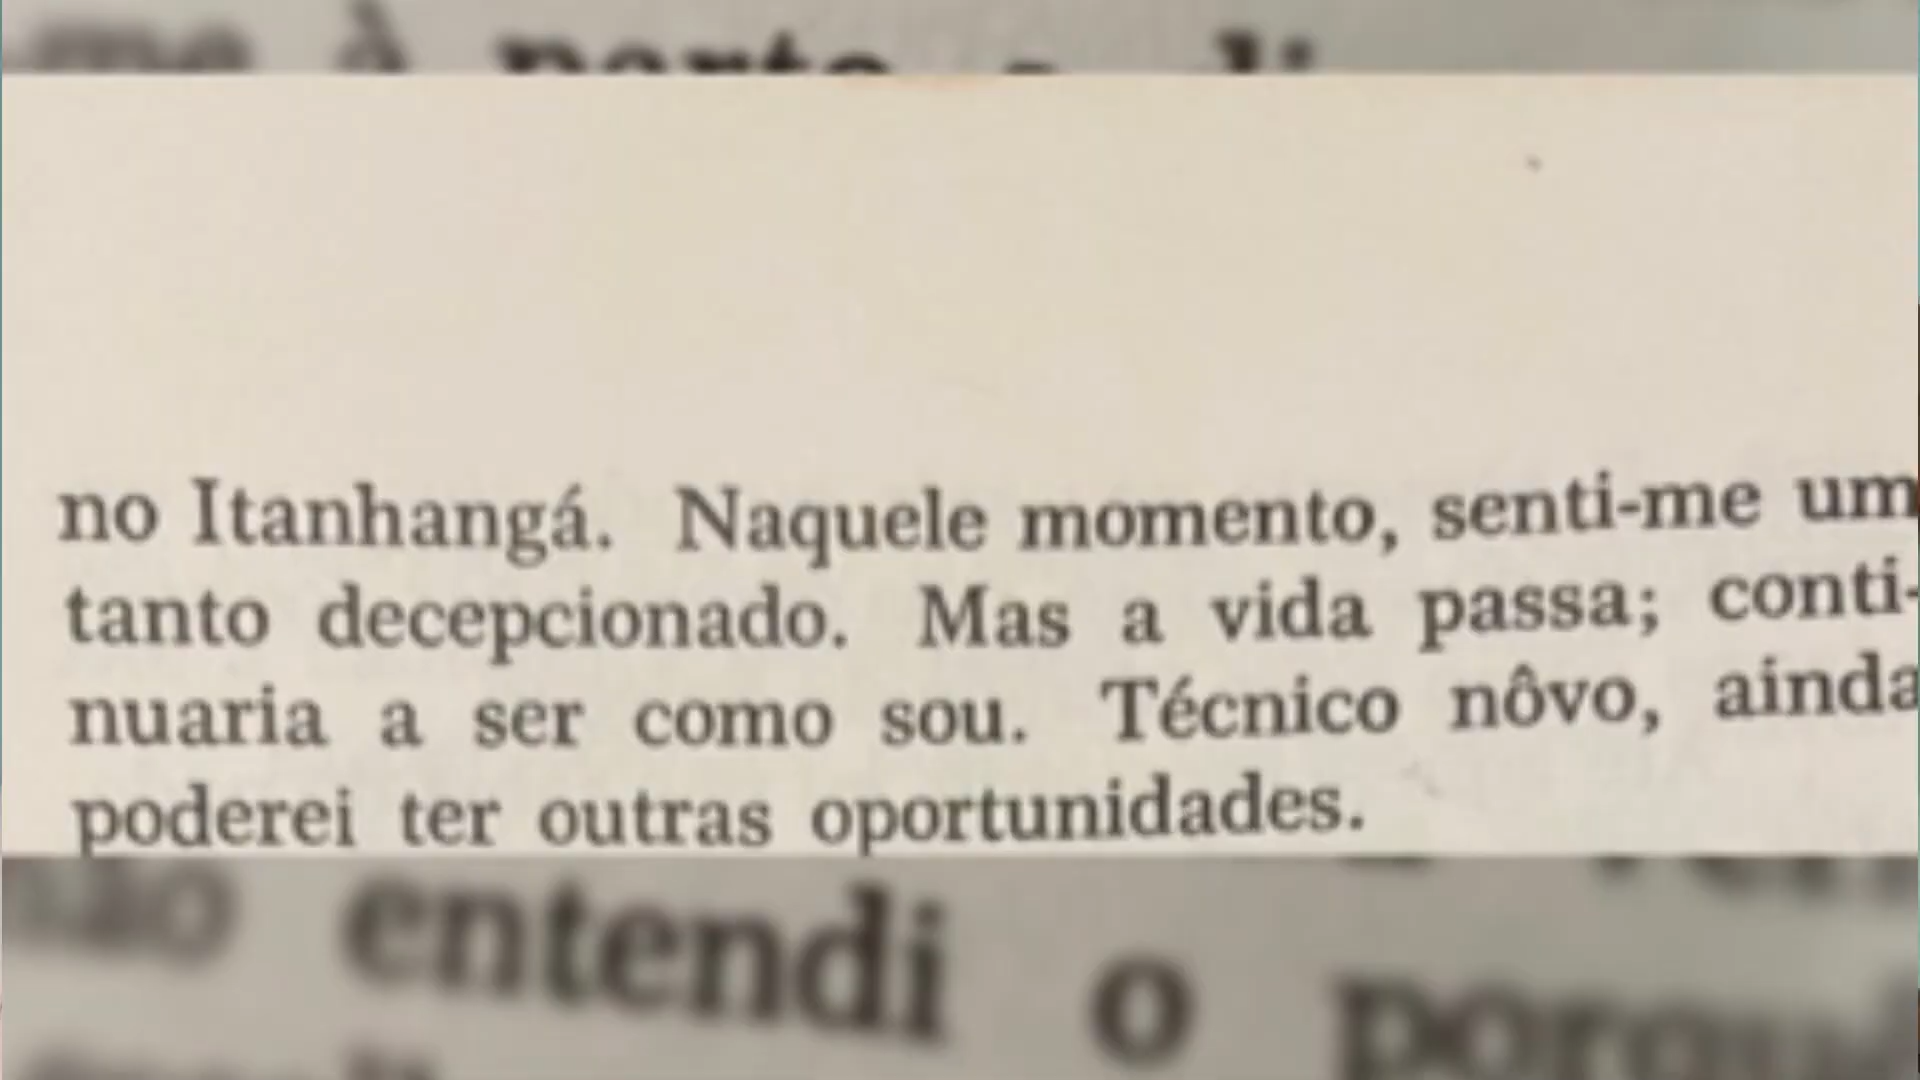 no Itanhangá. Naquele momento, senti-me um
tanto decepcionado. Mas a vida passa; conti-
nuaria a ser como sou. Técnico nôvo, ainda
poderei ter outras oportunidades.
entendi o